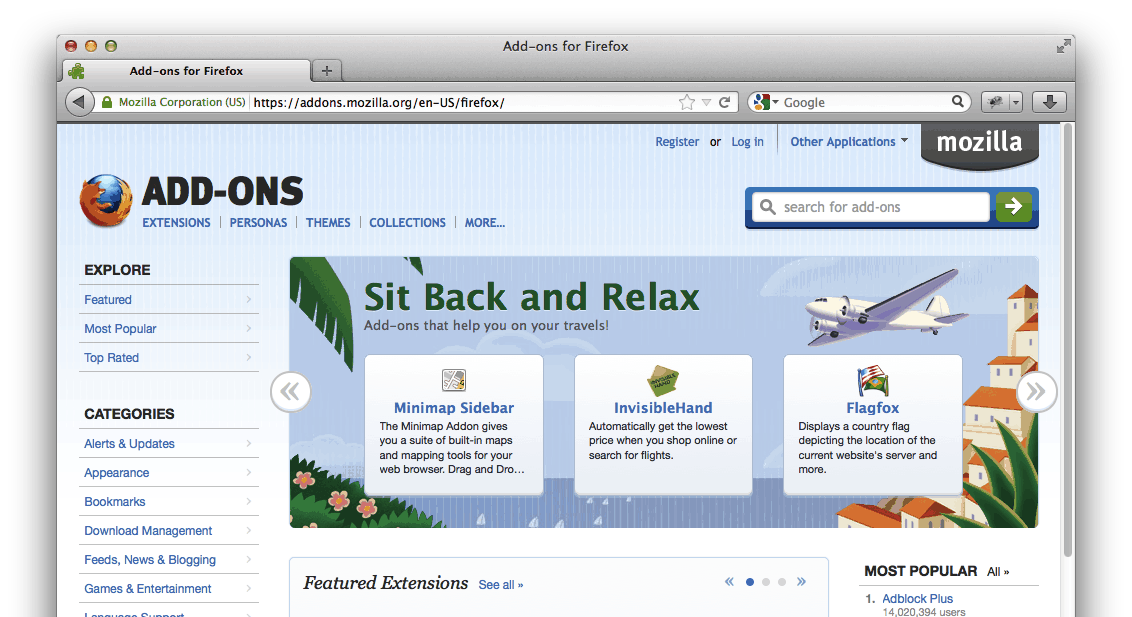 Add-ons for Firefox
Add-ons for Firefox
Mozilla Corporation (US) https://addons.mozilla.org/en-US/firefox/ Google
Register or Log in Other Applications mozilla
ADD-ONS
search for add-ons
EXTENSIONS PERSONAS THEMES COLLECTIONS MORE...
EXPLORE
Featured
Most Popular
Top Rated
CATEGORIES
Alerts & Updates
Appearance
Bookmarks
Download Management
Feeds, News & Blogging
Games & Entertainment
Language Support
Sit Back and Relax
Add-ons that help you on your travels!
Minimap Sidebar
The Minimap Addon gives
you a suite of built-in maps
and mapping tools for your
web browser. Drag and Dro...
INVISIBLE
HAND
InvisibleHand
Automatically get the lowest
price when you shop online or
search for flights.
Flagfox
Displays a country flag
depicting the location of the
current website's server and
more.
Featured Extensions See all »
MOST POPULAR All »
1. Adblock Plus
14,020,394 users